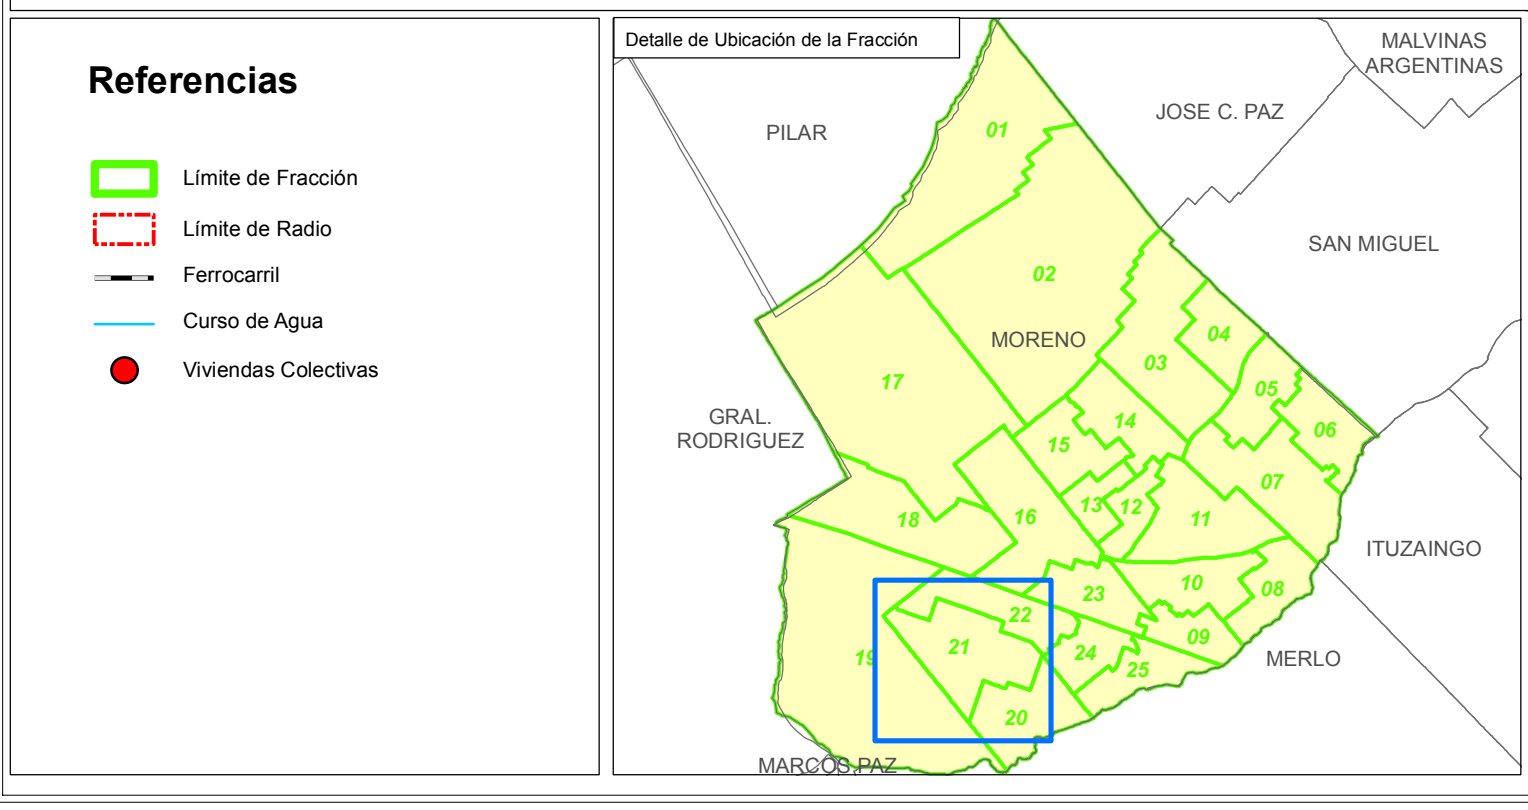 Referencias
Límite de Fracción
Límite de Radio
Ferrocarril
Curso de Agua
Viviendas Colectivas
Detalle de Ubicación de la Fracción
MALVINAS
ARGENTINAS
JOSE C. PAZ
PILAR
01
SAN MIGUEL
02
MORENO
04
03
17
05
GRAL.
RODRIGUEZ
14
06
15
07
13
12
18
16
11
ITUZAINGO
10
08
23
22
09
21
24
19
25
MERLO
20
MARCOS PAZ